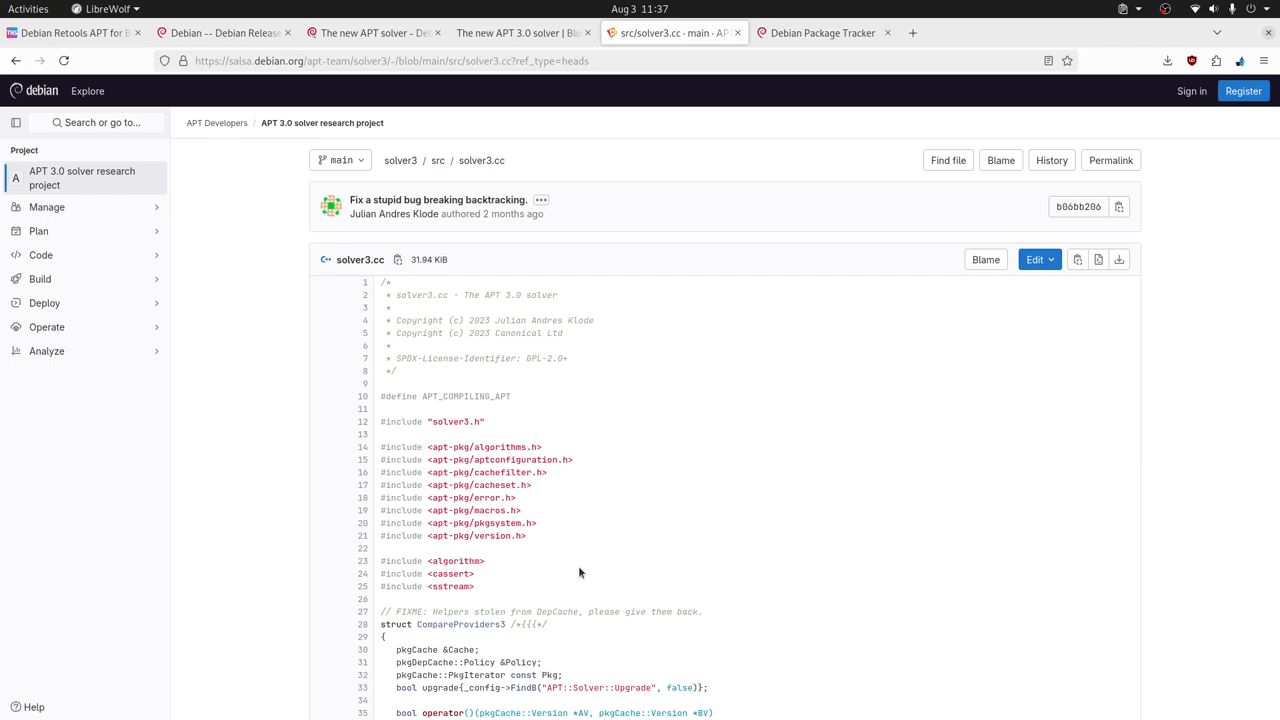 Activities
LibreWolf
Aug 3 11:37
Debian Retools APT for B
Debian -- Debian Releas
The new APT solver - De
The new APT 3.0 solver | Blo
src/solver3.cc · main · AP
Debian Package Tracker
https://salsa.debian.org/apt-team/solver3/-/blob/main/src/solver3.cc?ref_type=heads
debian
Explore
Sign in
Register
Search or go to...
APT Developers / APT 3.0 solver research project
Project
A
APT 3.0 solver research project
Manage
Plan
Code
Build
Deploy
Operate
Analyze
Help
main
solver3 / src / solver3.cc
Find file
Blame
History
Permalink
Fix a stupid bug breaking backtracking.
Julian Andres Klode authored 2 months ago
b06bb206
C++ solver3.cc
31.94 KiB
Blame
Edit
1 /*
2 * solver3.cc - The APT 3.0 solver
3 *
4 * Copyright (c) 2023 Julian Andres Klode
5 * Copyright (c) 2023 Canonical Ltd
6 *
7 * SPDX-License-Identifier: GPL-2.0+
8 */
9
10 #define APT_COMPILING_APT
11
12 #include "solver3.h"
13
14 #include <apt-pkg/algorithms.h>
15 #include <apt-pkg/aptconfiguration.h>
16 #include <apt-pkg/cachefilter.h>
17 #include <apt-pkg/cacheset.h>
18 #include <apt-pkg/error.h>
19 #include <apt-pkg/macros.h>
20 #include <apt-pkg/pkgsystem.h>
21 #include <apt-pkg/version.h>
22
23 #include <algorithm>
24 #include <cassert>
25 #include <sstream>
26
27 // FIXME: Helpers stolen from DepCache, please give them back.
28 struct CompareProviders3 /*{{{*/
29 {
30 pkgCache &Cache;
31 pkgDepCache::Policy &Policy;
32 pkgCache::PkgIterator const Pkg;
33 bool upgrade{_config->FindB("APT::Solver::Upgrade", false)};
34
35 bool operator()(pkgCache::Version *AV, pkgCache::Version *BV)